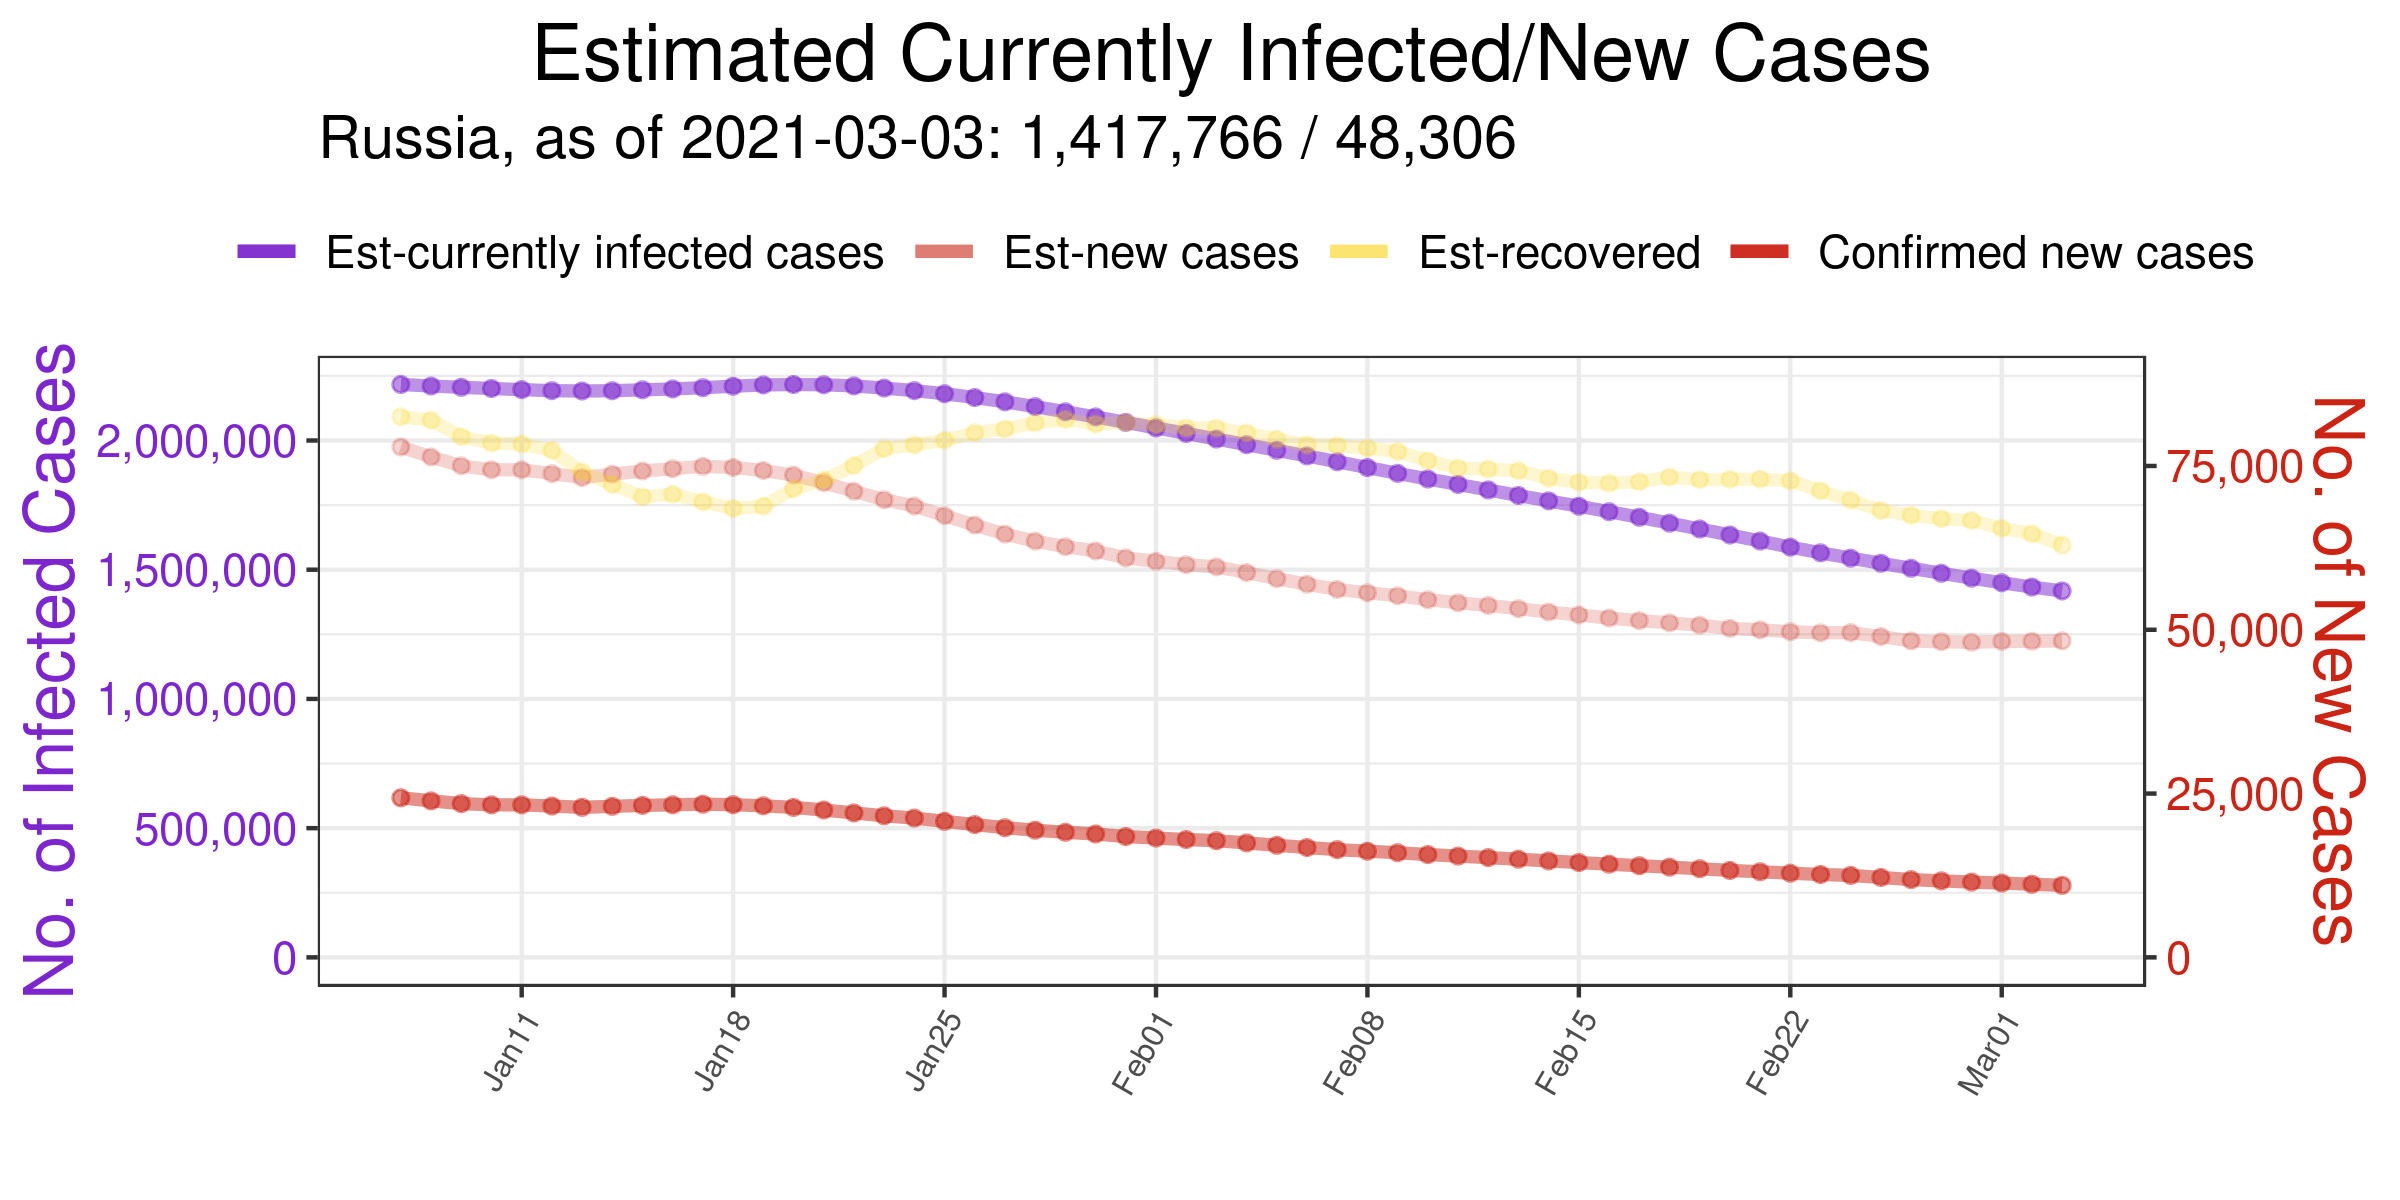 Estimated Currently Infected/New Cases
Russia, as of 2021-03-03: 1,417,766 / 48,306
Est-currently infected cases Est-new cases Est-recovered Confirmed new cases
No. of Infected Cases
2,000,000
1,500,000
1,000,000
500,000
0
75,000
50,000
25,000
0
No. of New Cases
Jan11 Jan18 Jan25 Feb01 Feb08 Feb15 Feb22 Mar01